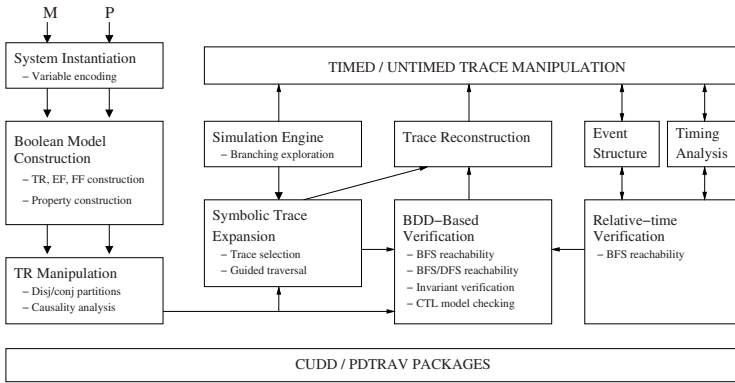 M P
System Instantiation
– Variable encoding
TIMED / UNTIMED TRACE MANIPULATION
Boolean Model
Construction
– TR, EF, FF construction
– Property construction
Simulation Engine
– Branching exploration
Trace Reconstruction
Event
Structure
Timing
Analysis
Symbolic Trace
Expansion
– Trace selection
– Guided traversal
BDD–Based
Verification
– BFS reachability
– BFS/DFS reachability
– Invariant verification
– CTL model checking
Relative–time
Verification
– BFS reachability
TR Manipulation
– Disj/conj partitions
– Causality analysis
CUDD / PDTRAV PACKAGES